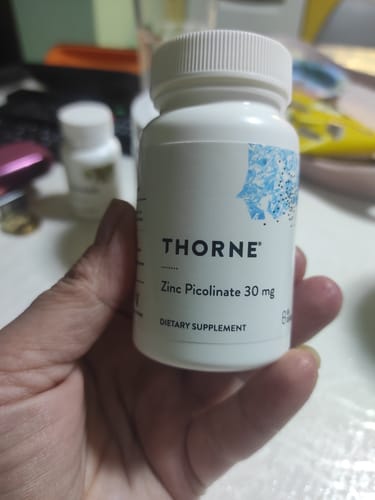 THORNE®
Zinc Picolinate 30 mg
DIETARY SUPPLEMENT